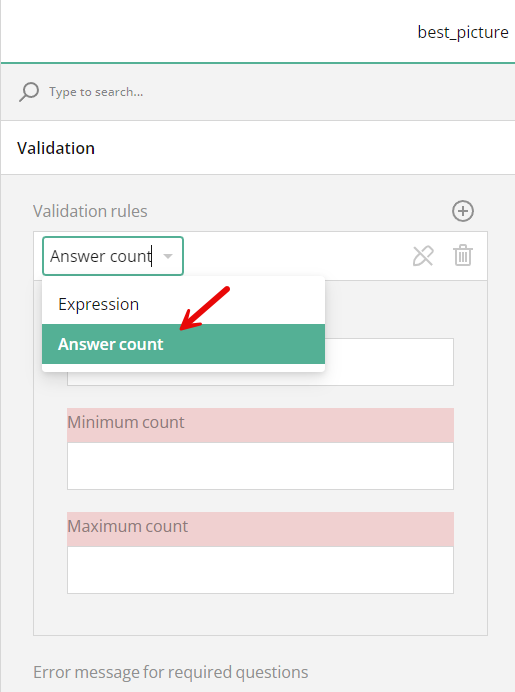 best_picture
Type to search...
Validation
Validation rules
Answer count
Expression
Answer count
Minimum count
Maximum count
Error message for required questions